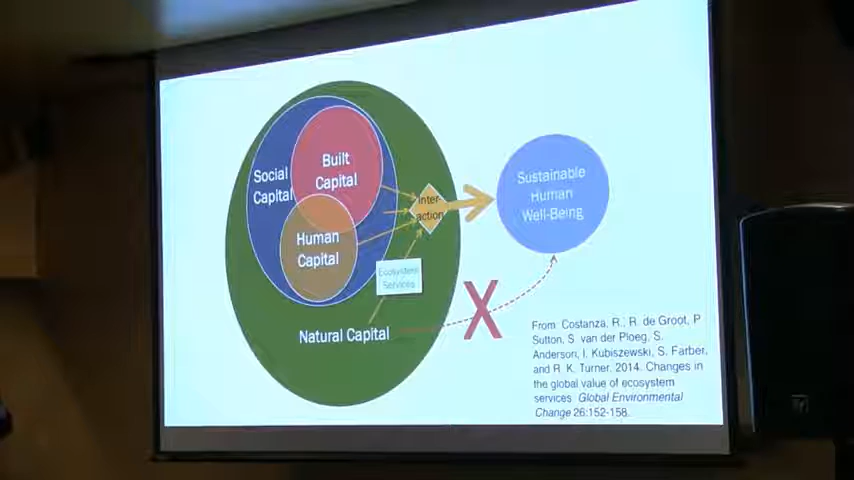 Social
Capital
Built
Capital
Human
Capital
Inter-
action
Ecosystem
Services
Natural Capital
Sustainable
Human
Well-Being
X
From Costanza, R., R. de Groot, P.
Sutton, S. van der Ploeg, S.
Anderson, I. Kubiszewski, S. Farber,
and R. K. Turner. 2014. Changes in
the global value of ecosystem
services. Global Environmental
Change 26:152-158.